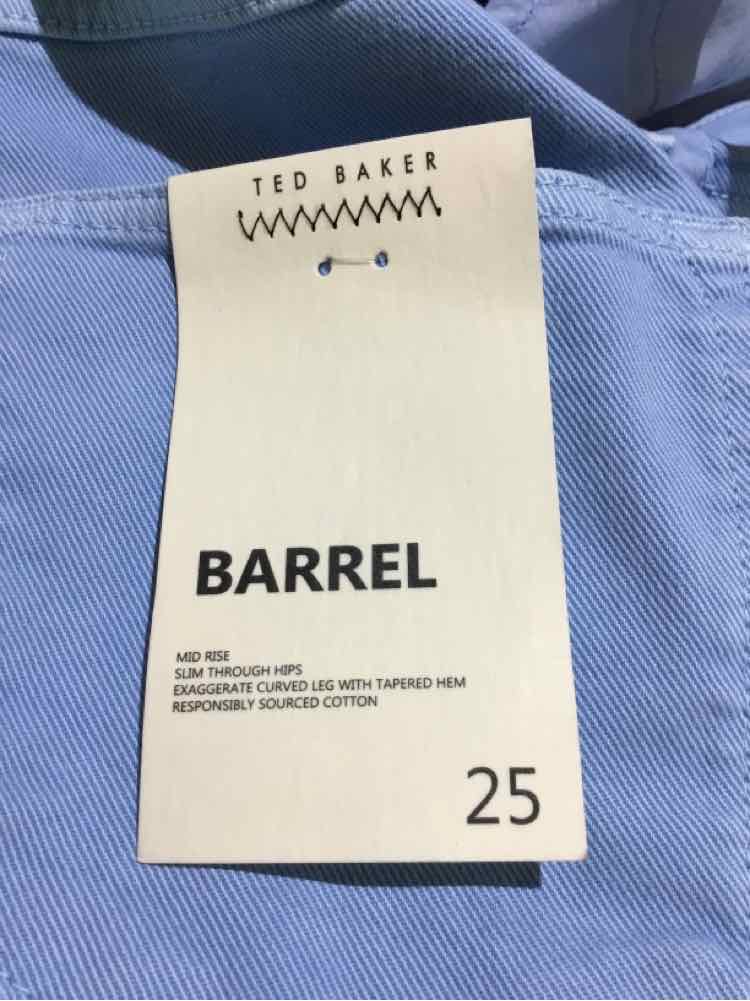 TED BAKER
BARREL
MID RISE
SLIM THROUGH HIPS
EXAGGERATE CURVED LEG WITH TAPERED HEM
RESPONSIBLY SOURCED COTTON
25